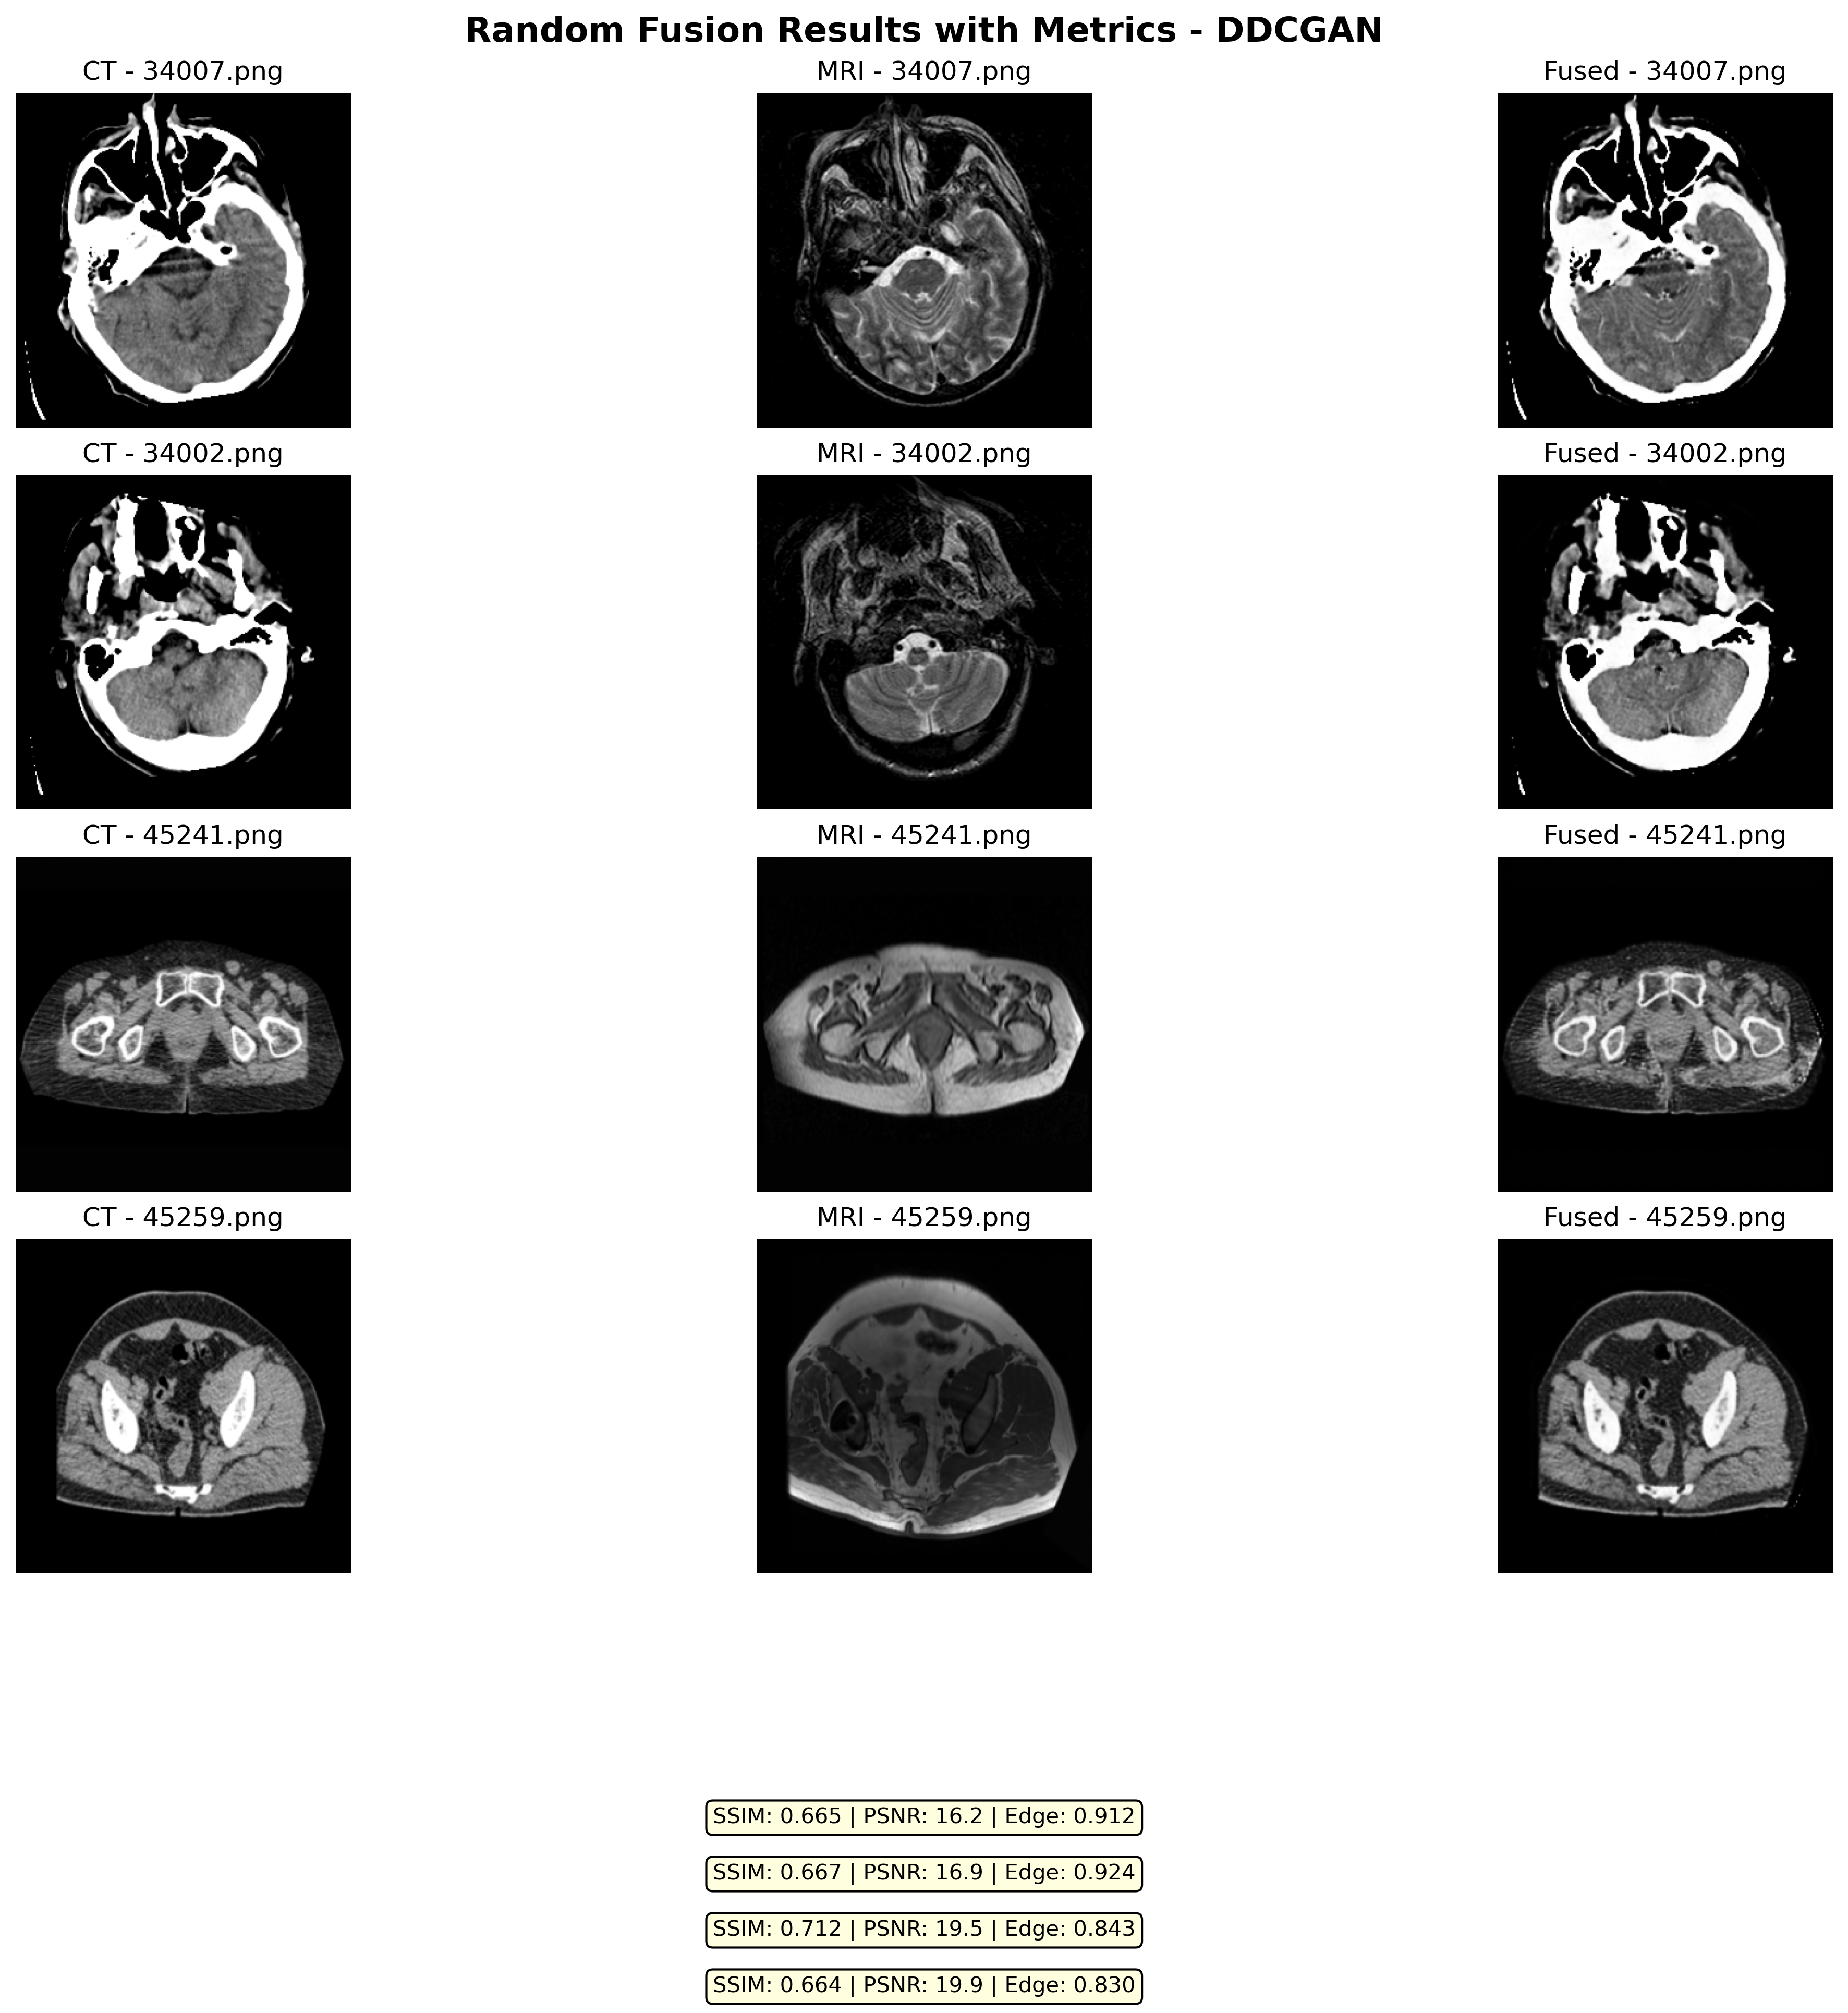 Random Fusion Results with Metrics - DDCGAN
CT - 34007.png
MRI - 34007.png
Fused - 34007.png
CT - 34002.png
MRI - 34002.png
Fused - 34002.png
CT - 45241.png
MRI - 45241.png
Fused - 45241.png
CT - 45259.png
MRI - 45259.png
Fused - 45259.png
SSIM: 0.665 | PSNR: 16.2 | Edge: 0.912
SSIM: 0.667 | PSNR: 16.9 | Edge: 0.924
SSIM: 0.712 | PSNR: 19.5 | Edge: 0.843
SSIM: 0.664 | PSNR: 19.9 | Edge: 0.830